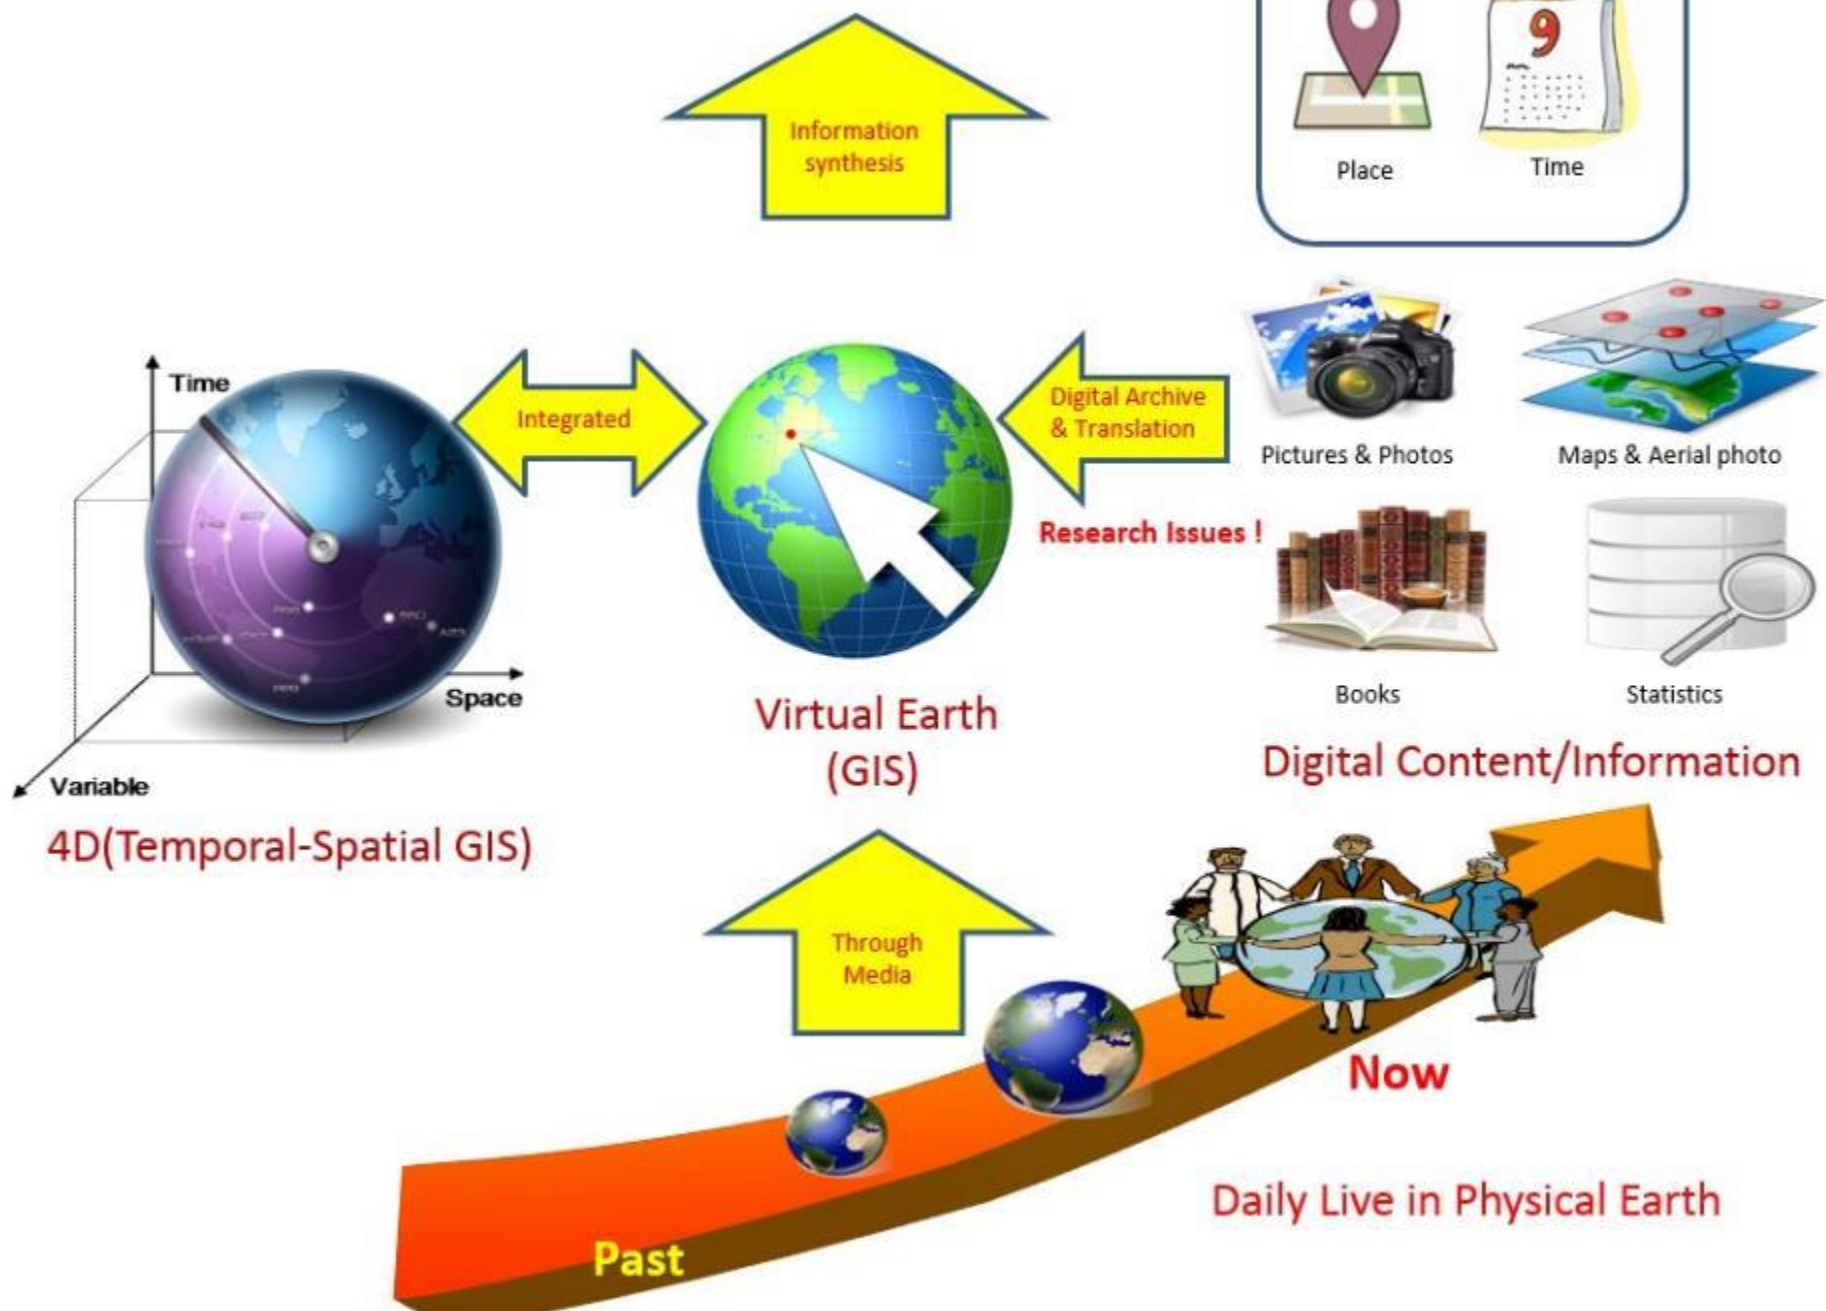 9
Place
Time
Information
synthesis
Time
Integrated
Digital Archive
& Translation
Pictures & Photos
Maps & Aerial photo
Research Issues !
Books
Statistics
Space
Variable
Virtual Earth
(GIS)
Digital Content/Information
4D(Temporal-Spatial GIS)
Through
Media
Now
Daily Live in Physical Earth
Past